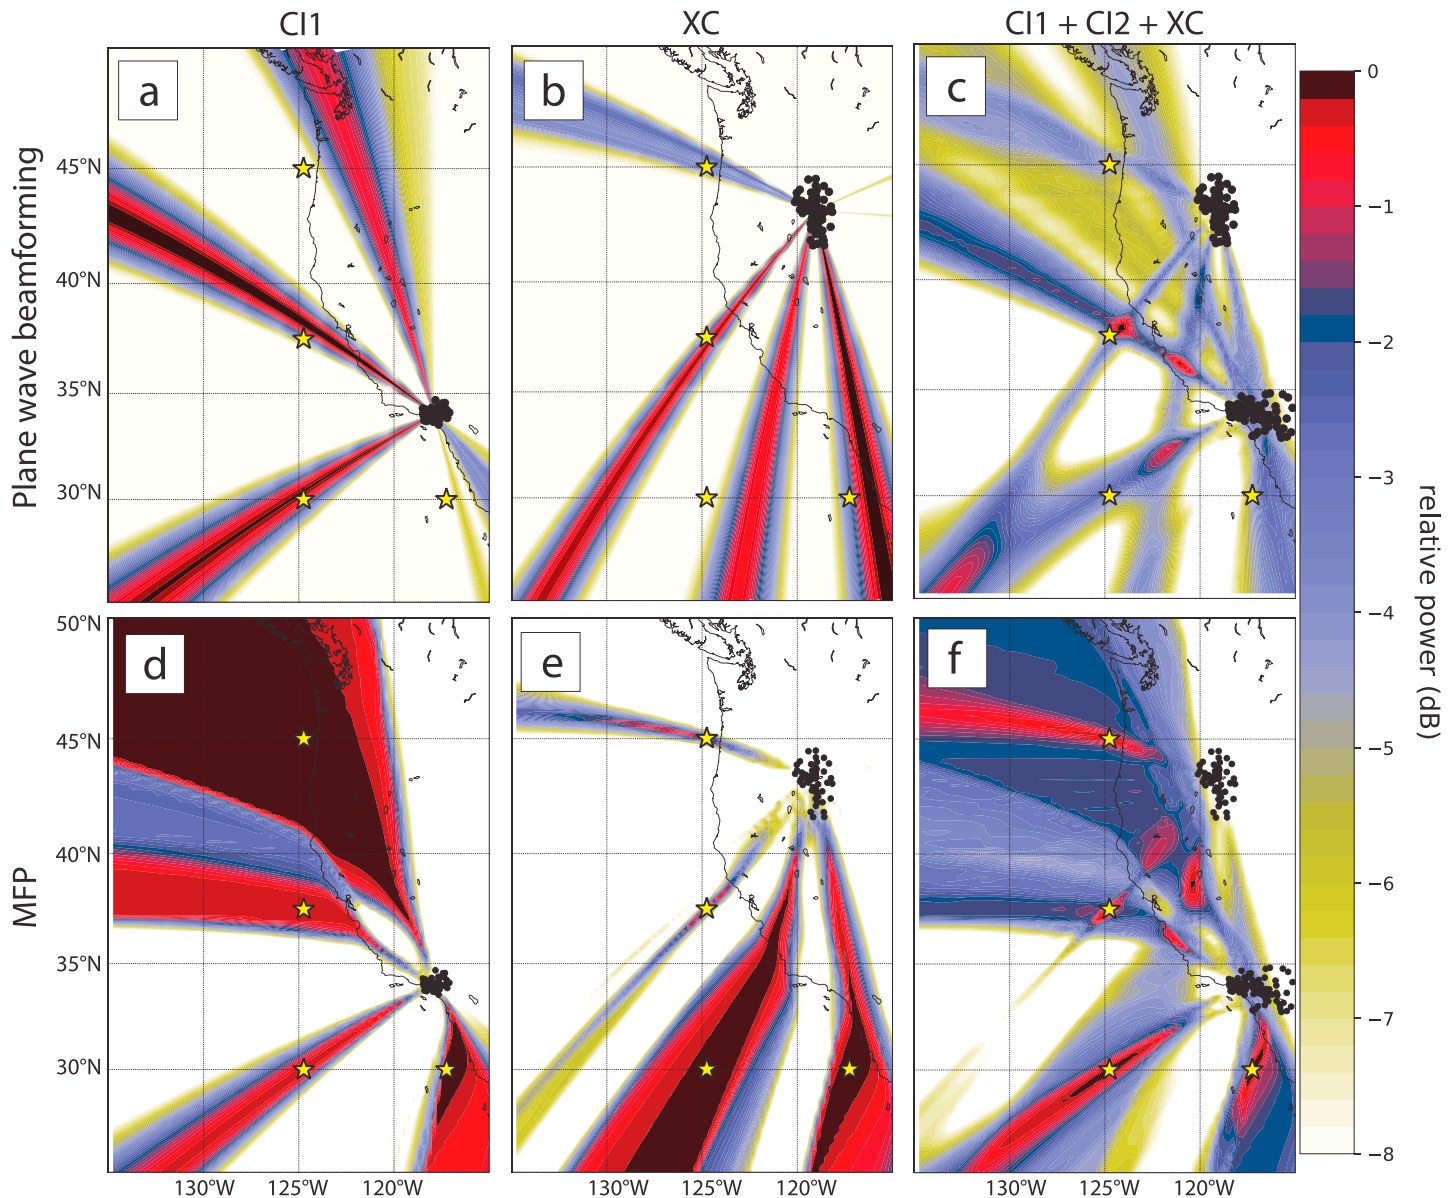 CI1
XC
CI1 + CI2 + XC
a
b
c
Plane wave beamforming
45°N
40°N
35°N
30°N
d
e
f
MFP
50°N
45°N
40°N
35°N
30°N
130°W 125°W 120°W
130°W 125°W 120°W
130°W 125°W 120°W
0
−1
−2
−3
−4
−5
−6
−7
−8
relative power (dB)